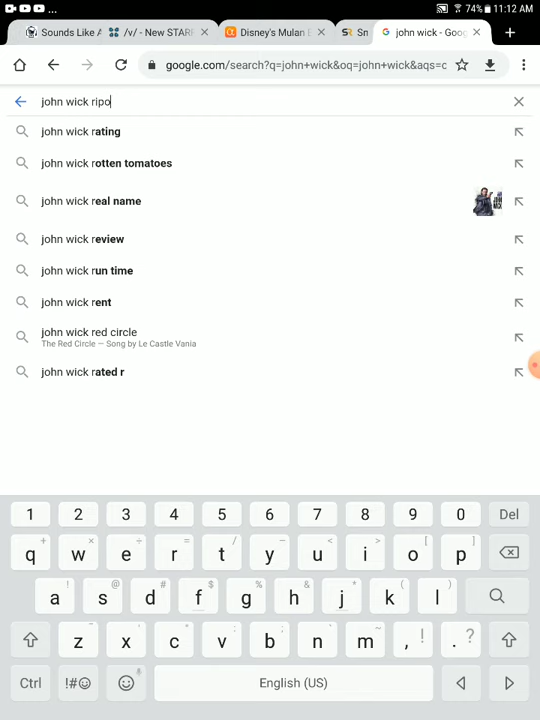 ... 74% 11:12 AM
Sounds Like A /v/ - New STAR Disney's Mulan Sn john wick - Goog
google.com/search?q=john+wick&oq=john+wick&aqs=c
john wick ripo
john wick rating
john wick rotten tomatoes
john wick real name
john wick review
john wick run time
john wick rent
john wick red circle
The Red Circle — Song by Le Castle Vania
john wick rated r
1 2 3 4 5 6 7 8 9 0 Del
+ × ÷ = / _ < > [ ]
q w e r t y u i o p
! @ # $ % ^ & * ( )
a s d f g h j k l
- ' " : ; , ?
z x c v b n m , ! . ?
Ctrl !#☺ English (US)